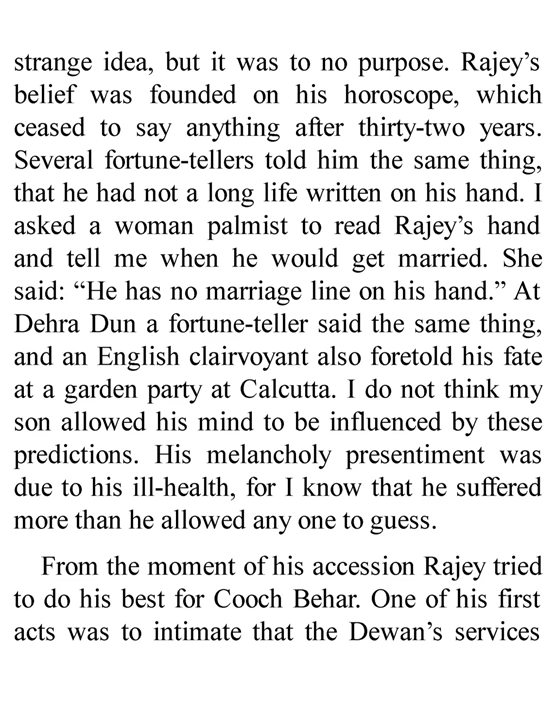 strange idea, but it was to no purpose. Rajey’s
belief was founded on his horoscope, which
ceased to say anything after thirty-two years.
Several fortune-tellers told him the same thing,
that he had not a long life written on his hand. I
asked a woman palmist to read Rajey’s hand
and tell me when he would get married. She
said: “He has no marriage line on his hand.” At
Dehra Dun a fortune-teller said the same thing,
and an English clairvoyant also foretold his fate
at a garden party at Calcutta. I do not think my
son allowed his mind to be influenced by these
predictions. His melancholy presentiment was
due to his ill-health, for I know that he suffered
more than he allowed any one to guess.
From the moment of his accession Rajey tried
to do his best for Cooch Behar. One of his first
acts was to intimate that the Dewan’s services